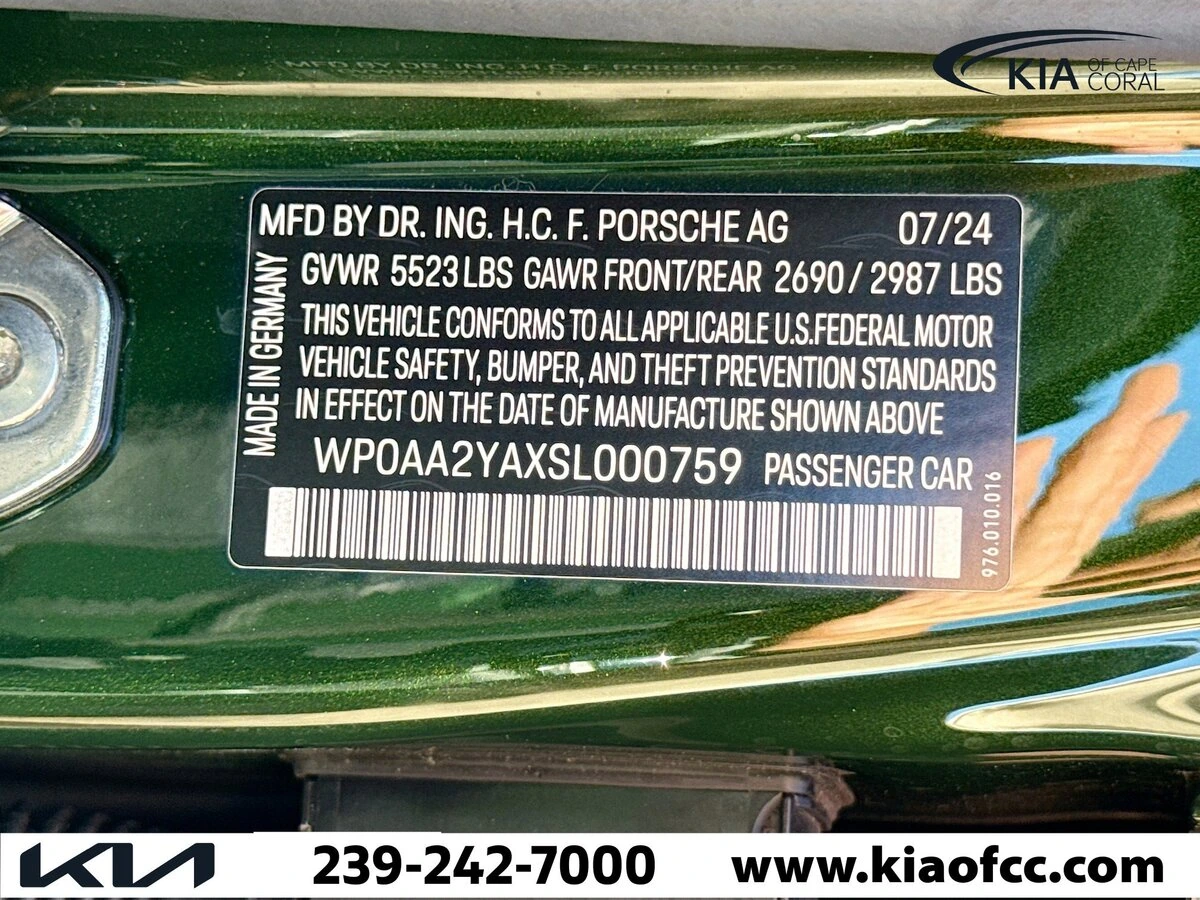 KIA OF CAPE CORAL
MFD BY DR. ING. H.C. F. PORSCHE AG 07/24
GVWR 5523 LBS GAWR FRONT/REAR 2690 / 2987 LBS
MADE IN GERMANY
THIS VEHICLE CONFORMS TO ALL APPLICABLE U.S.FEDERAL MOTOR
VEHICLE SAFETY, BUMPER, AND THEFT PREVENTION STANDARDS
IN EFFECT ON THE DATE OF MANUFACTURE SHOWN ABOVE
WP0AA2YAXSL000759 PASSENGER CAR
976.010.016
KIA 239-242-7000 www.kiaofcc.com